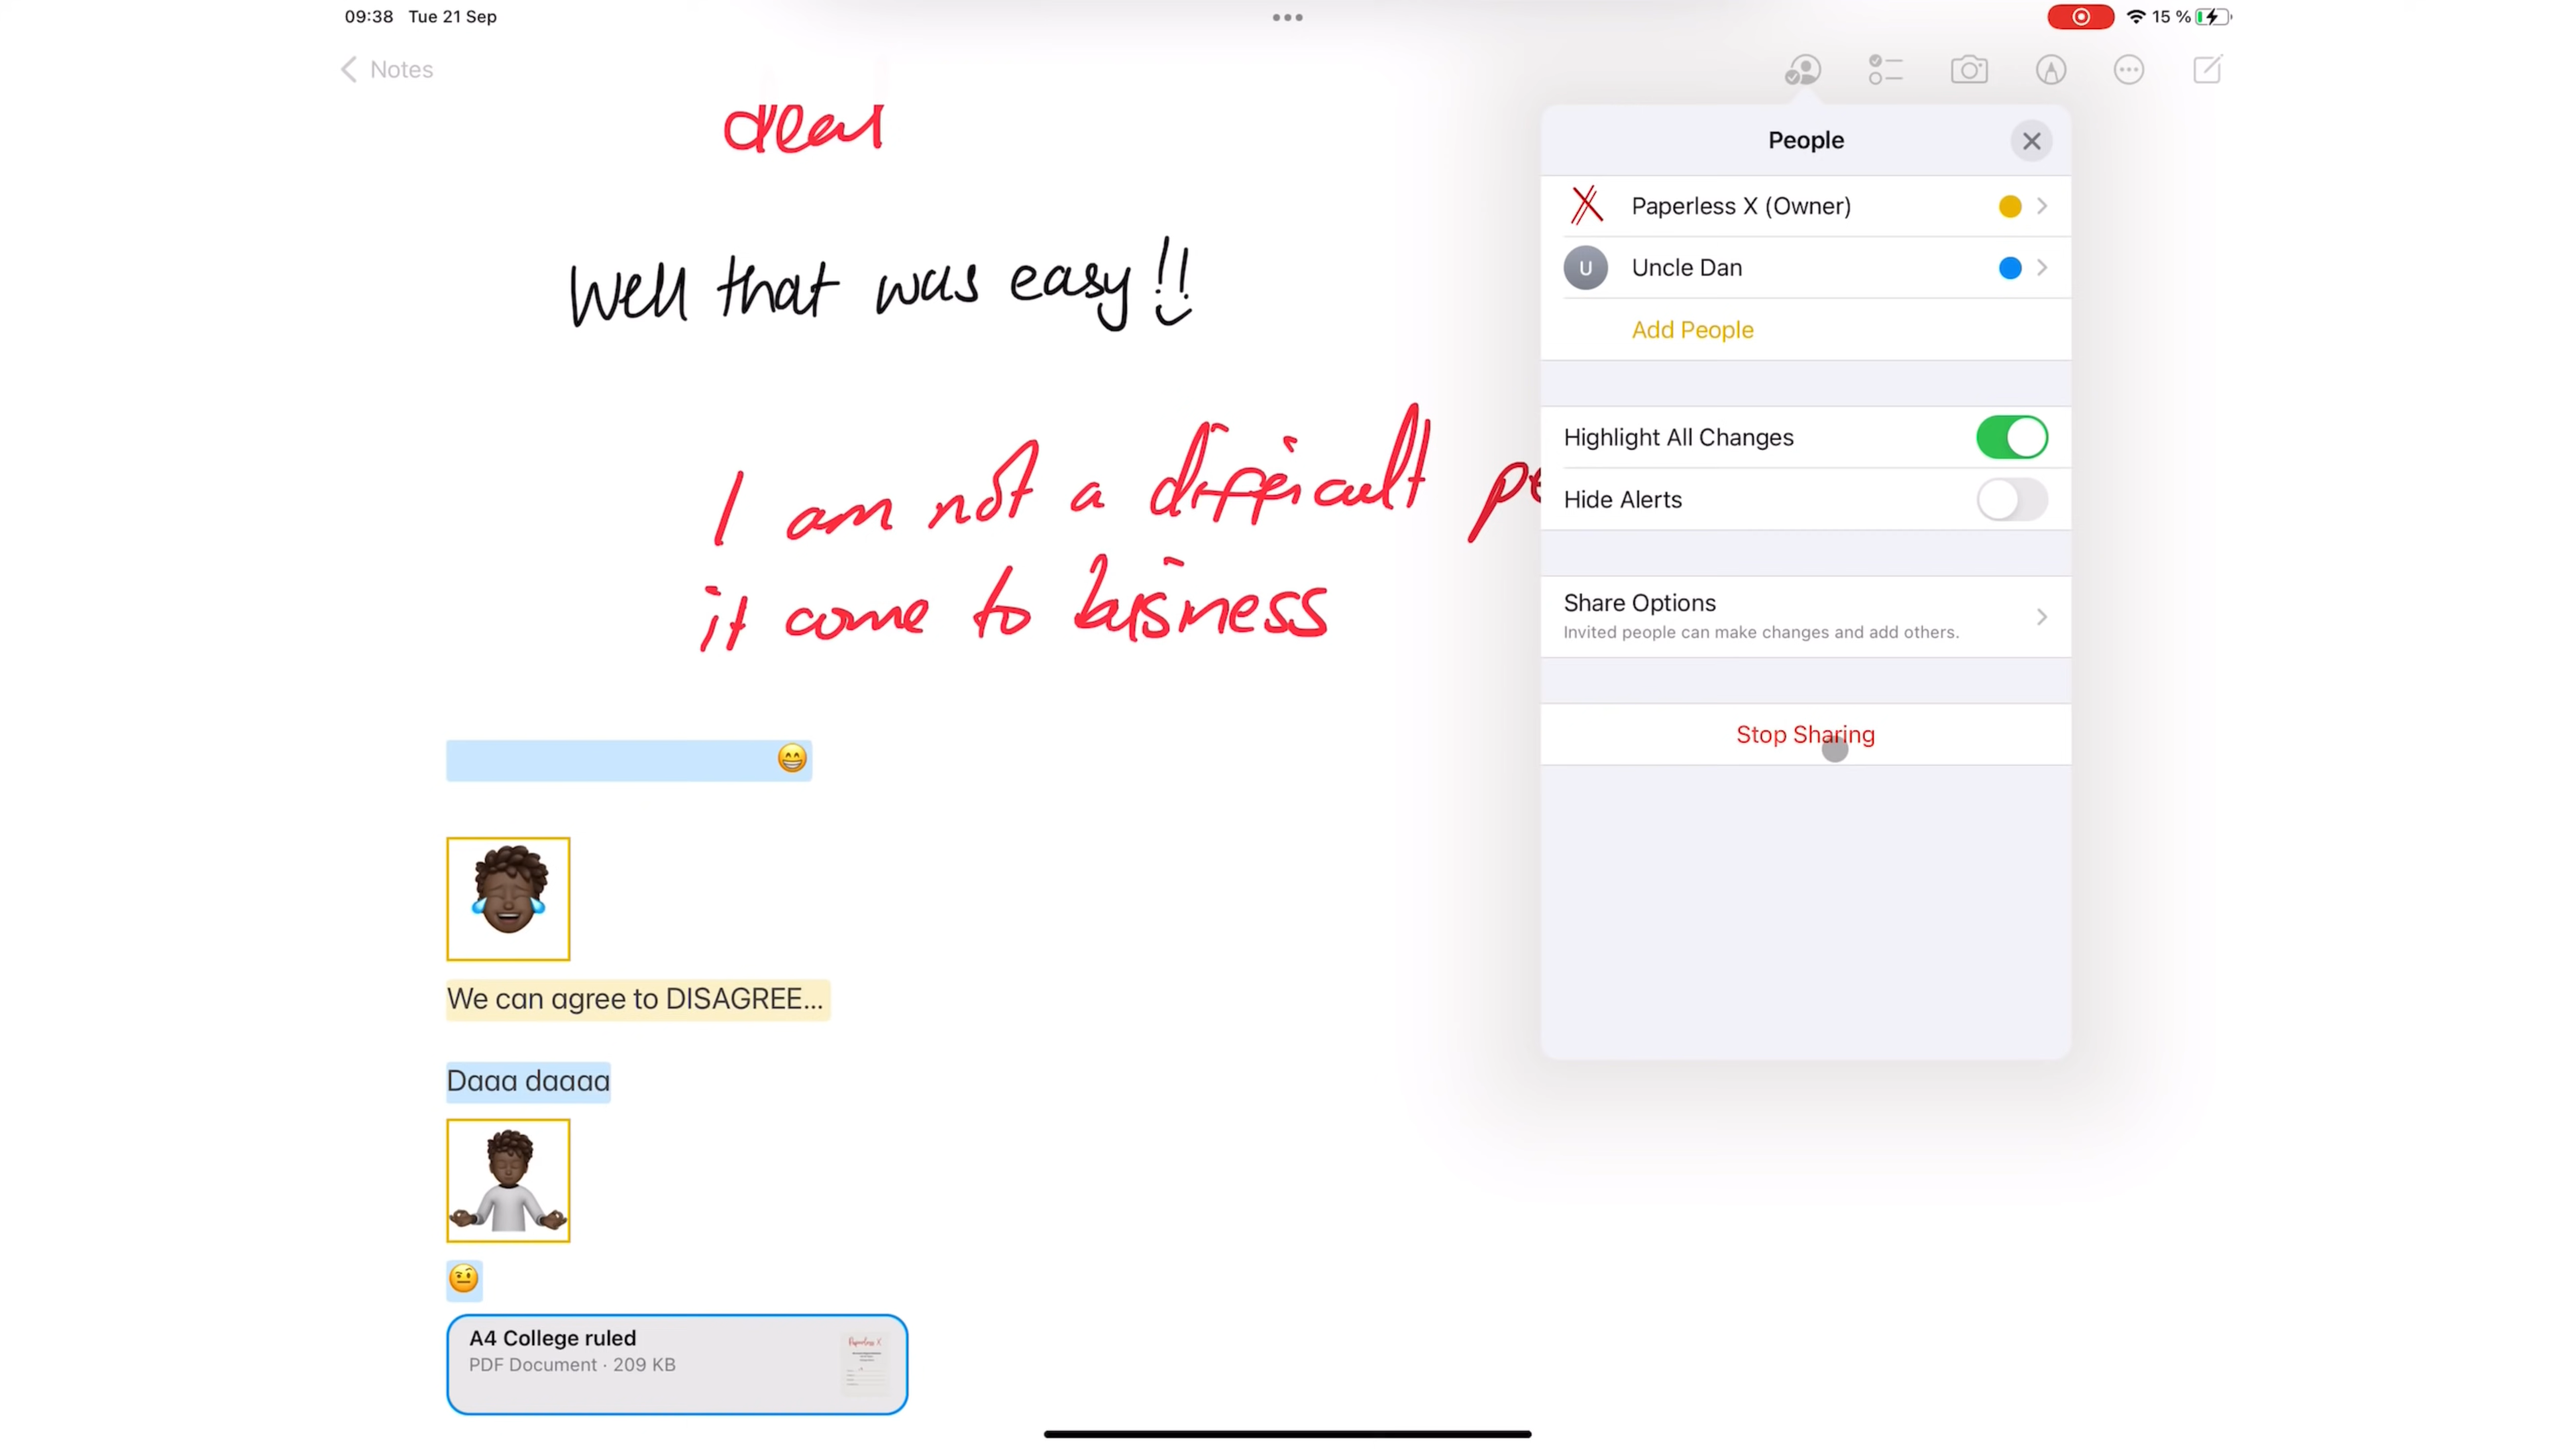 09:38 Tue 21 Sep
15 %
Notes
deal
Well that was easy!!
I am not a difficult pe
it come to business
😁
We can agree to DISAGREE...
Daaa daaaa
🤨
A4 College ruled
PDF Document · 209 KB
Paperless X
People
Paperless X (Owner)
U Uncle Dan
Add People
Highlight All Changes
Hide Alerts
Share Options
Invited people can make changes and add others.
Stop Sharing